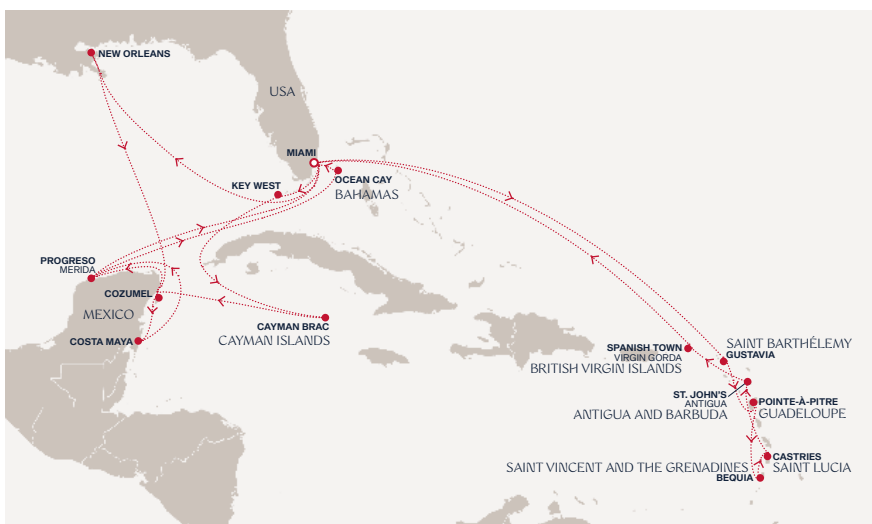 NEW ORLEANS
USA
MIAMI
OCEAN CAY
KEY WEST
BAHAMAS
PROGRESO
MERIDA
COZUMEL
MEXICO
COSTA MAYA
CAYMAN BRAC
CAYMAN ISLANDS
SPANISH TOWN
VIRGIN GORDA
BRITISH VIRGIN ISLANDS
SAINT BARTHÉLEMY
GUSTAVIA
ST. JOHN'S
ANTIGUA
ANTIGUA AND BARBUDA
POINTE-À-PITRE
GUADELOUPE
CASTRIES
SAINT LUCIA
SAINT VINCENT AND THE GRENADINES
BEQUIA